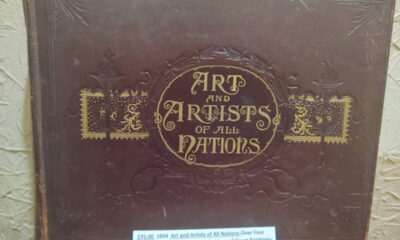 ART
AND
ARTISTS
OF ALL
NATIONS
$75.00 1894 Art and Artists of All Nations Over Four